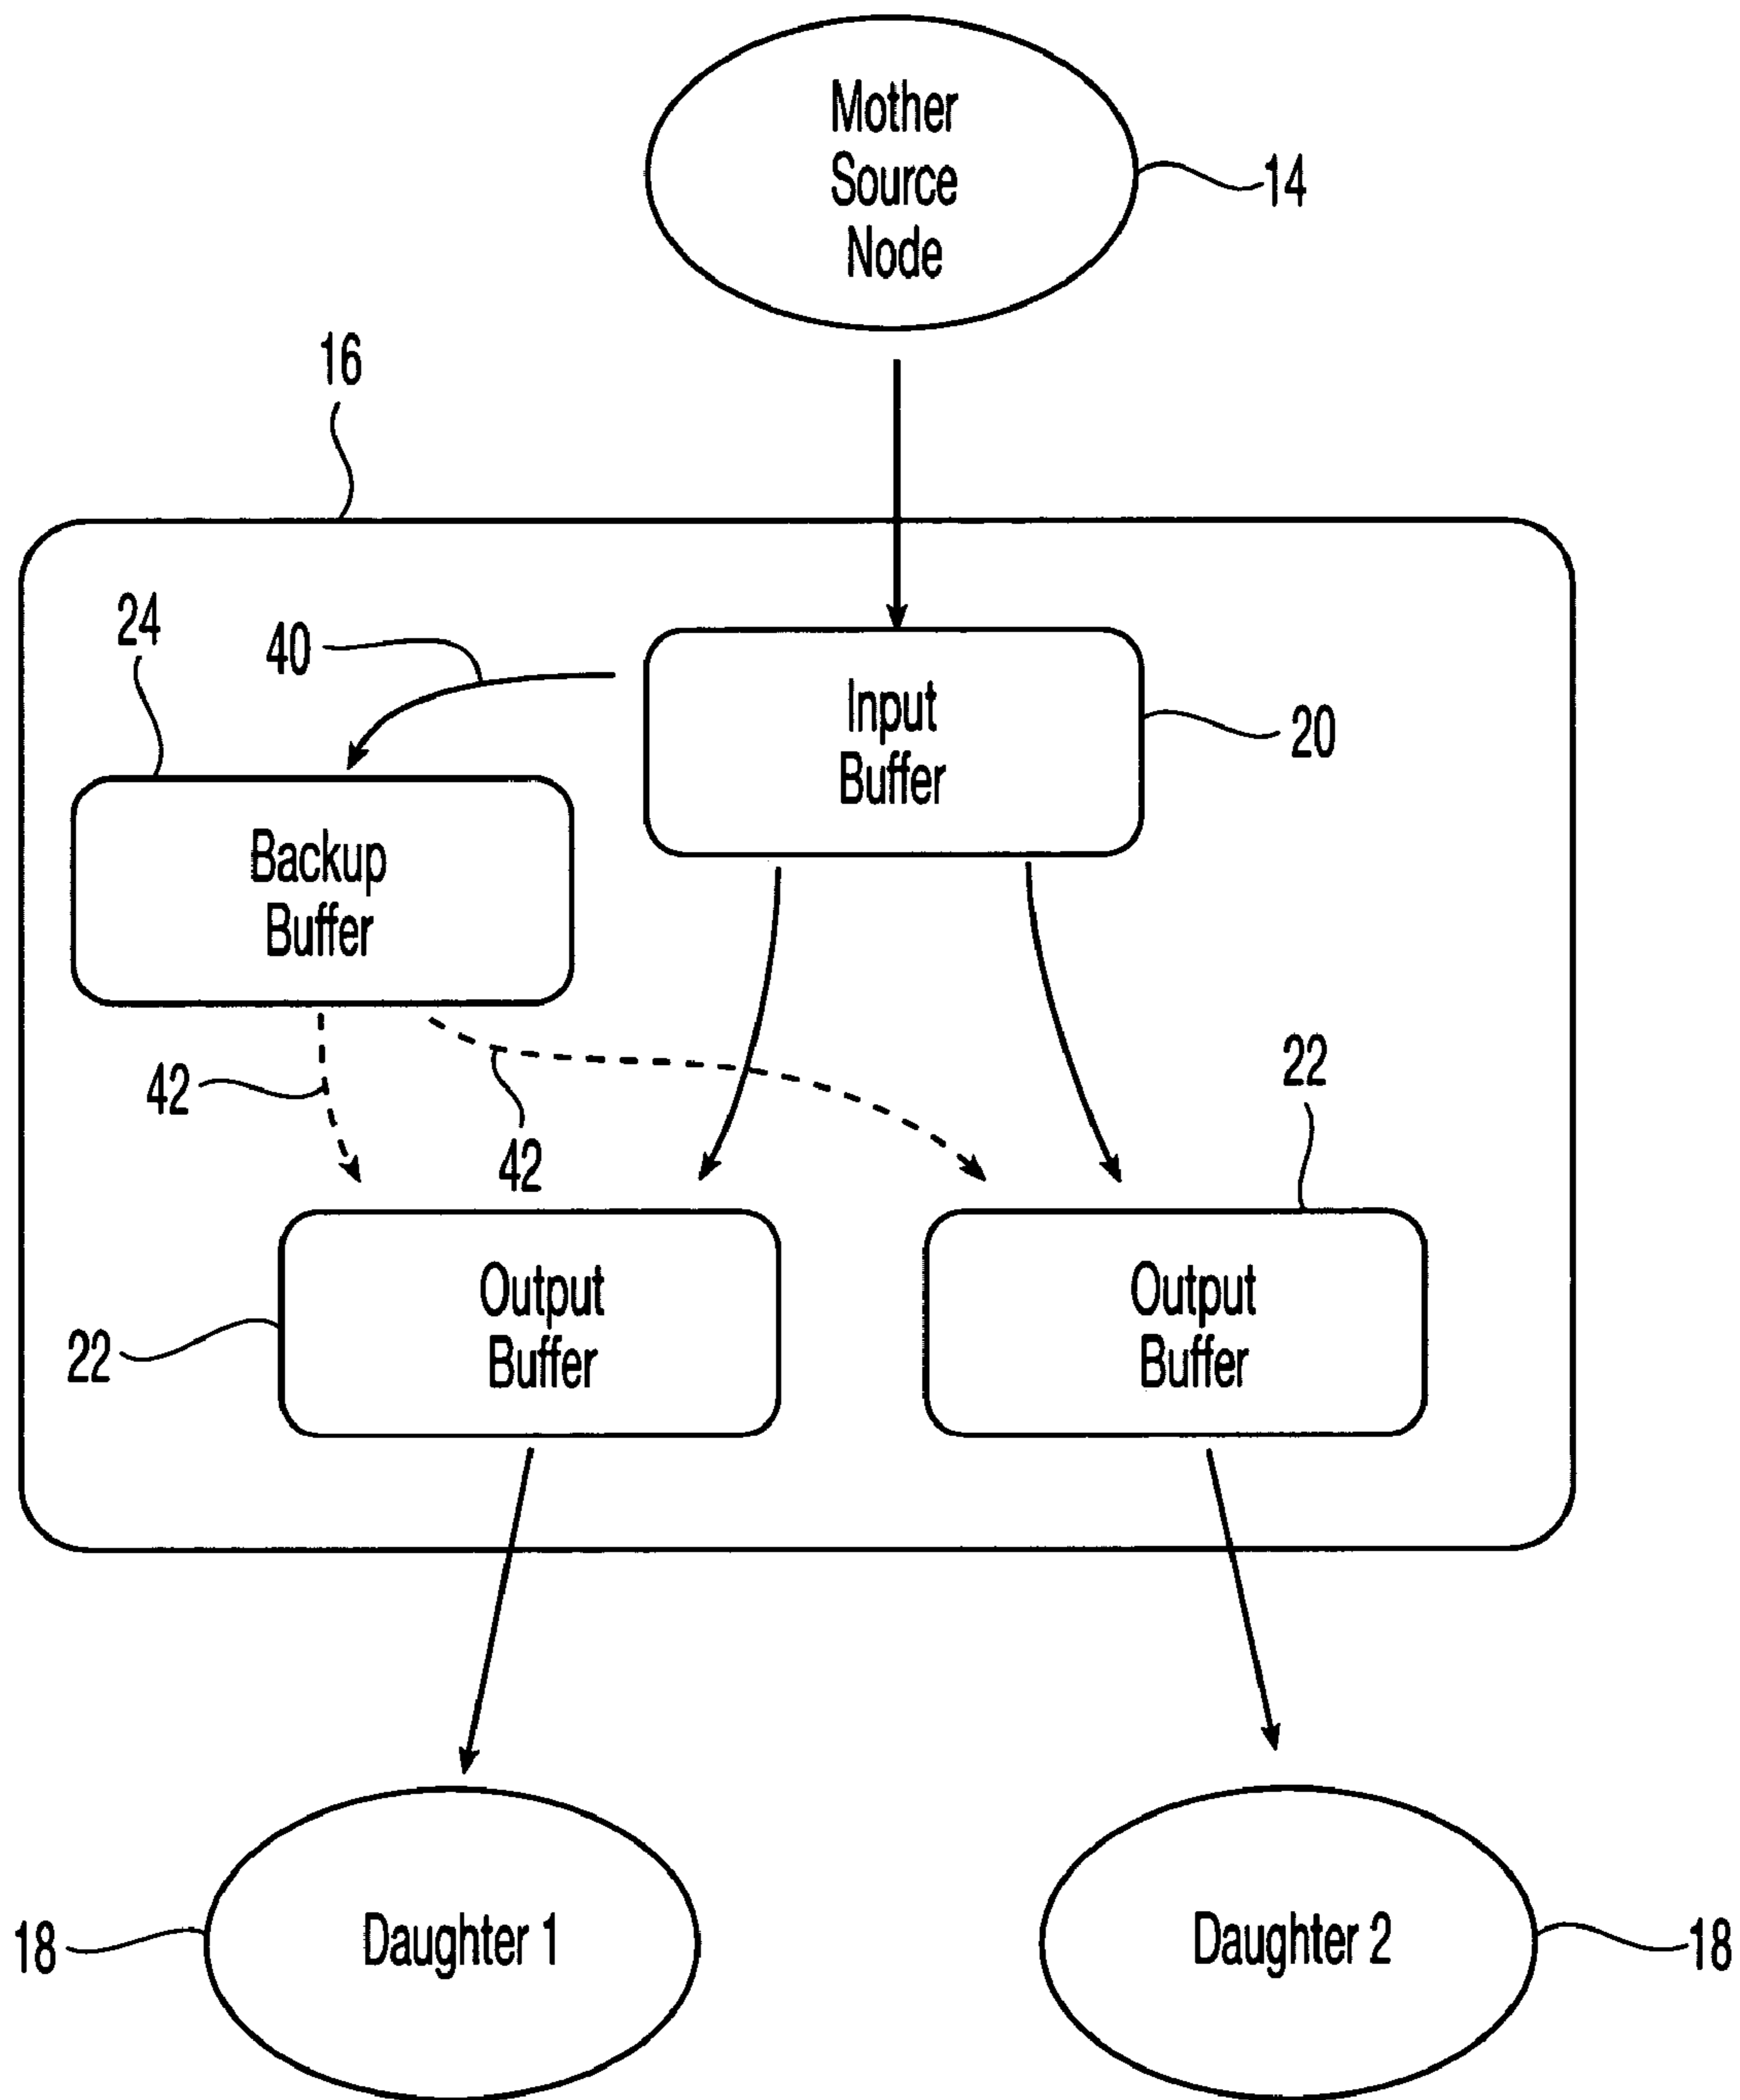 Mother
Source
Node
14
16
24
40
Input
Buffer
20
Backup
Buffer
42
42
22
Output
Buffer
Output
Buffer
22
18
Daughter 1
Daughter 2
18